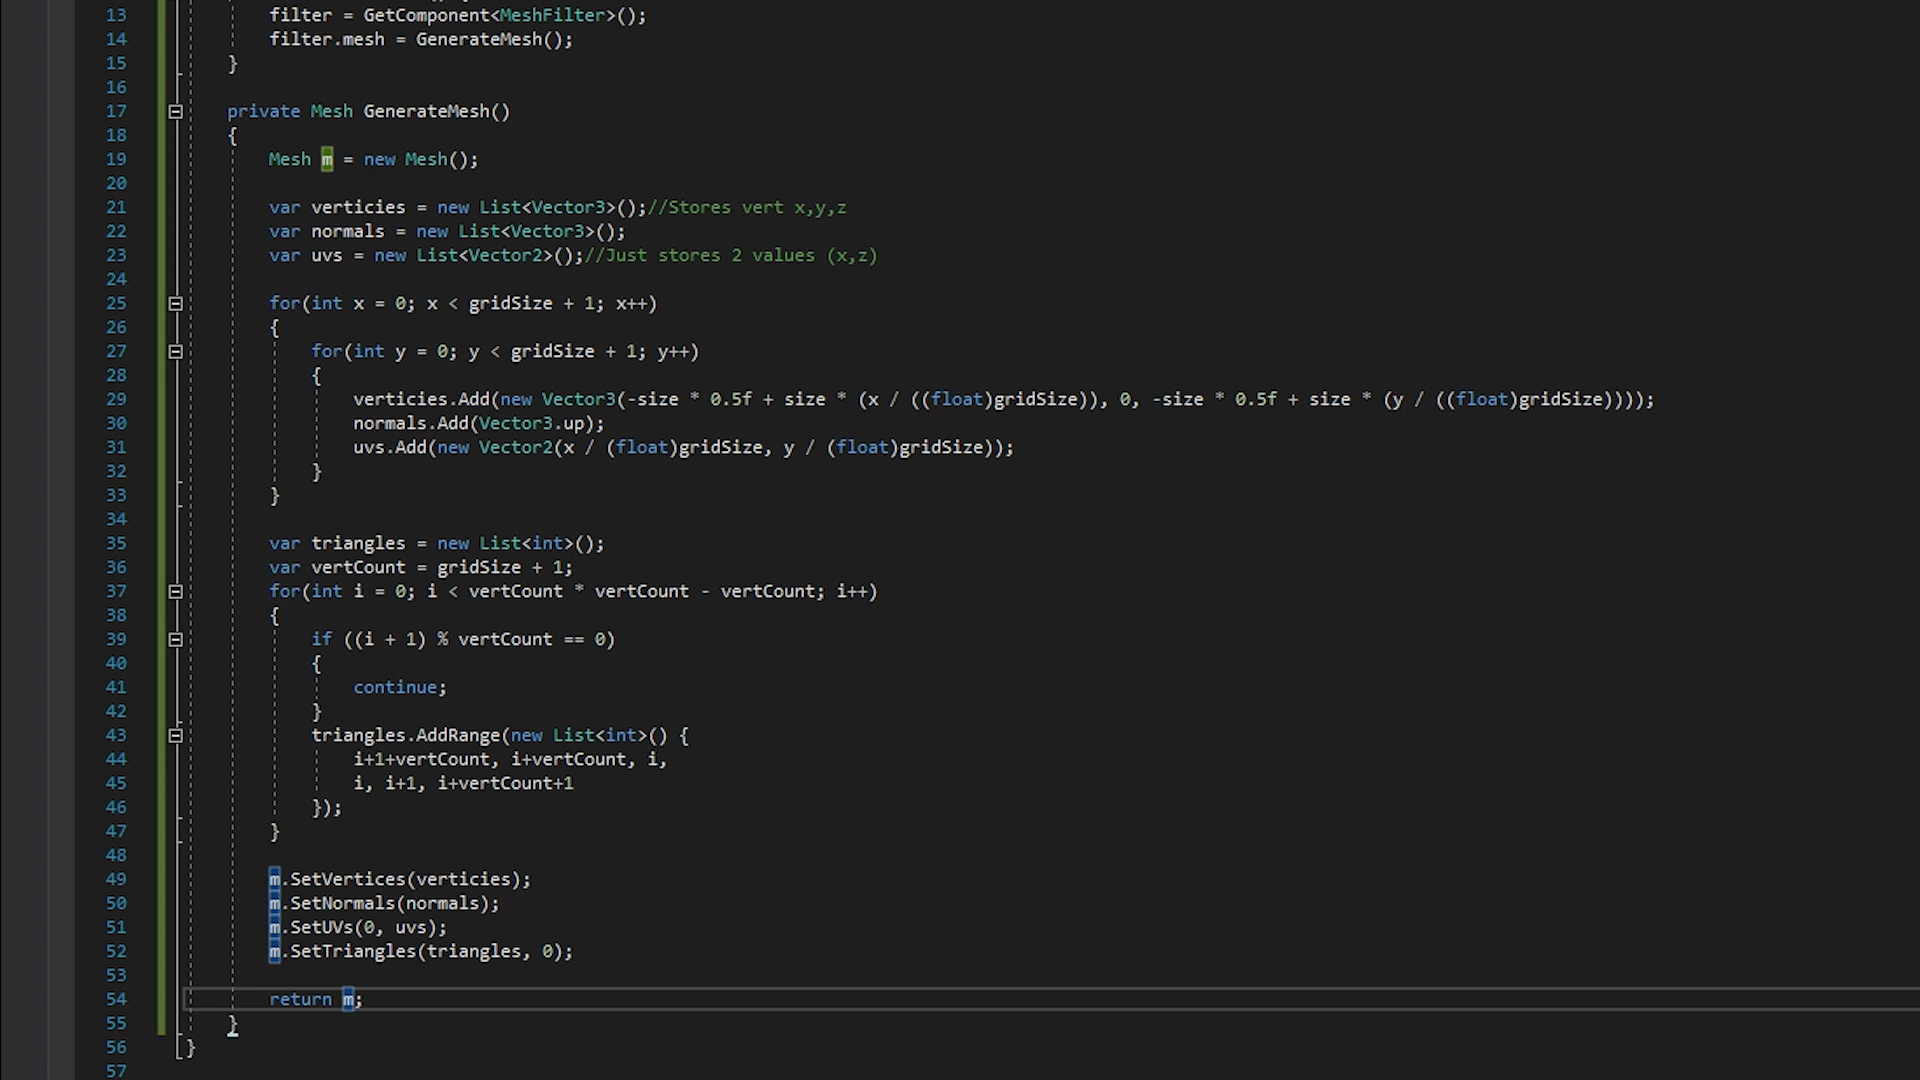 13 filter = GetComponent<MeshFilter>();
14 filter.mesh = GenerateMesh();
15 }
16
17 private Mesh GenerateMesh()
18 {
19 Mesh m = new Mesh();
20
21 var verticies = new List<Vector3>();//Stores vert x,y,z
22 var normals = new List<Vector3>();
23 var uvs = new List<Vector2>();//Just stores 2 values (x,z)
24
25 for(int x = 0; x < gridSize + 1; x++)
26 {
27 for(int y = 0; y < gridSize + 1; y++)
28 {
29 verticies.Add(new Vector3(-size * 0.5f + size * (x / ((float)gridSize)), 0, -size * 0.5f + size * (y / ((float)gridSize))));
30 normals.Add(Vector3.up);
31 uvs.Add(new Vector2(x / (float)gridSize, y / (float)gridSize));
32 }
33 }
34
35 var triangles = new List<int>();
36 var vertCount = gridSize + 1;
37 for(int i = 0; i < vertCount * vertCount - vertCount; i++)
38 {
39 if ((i + 1) % vertCount == 0)
40 {
41 continue;
42 }
43 triangles.AddRange(new List<int>() {
44 i+1+vertCount, i+vertCount, i,
45 i, i+1, i+vertCount+1
46 });
47 }
48
49 m.SetVertices(verticies);
50 m.SetNormals(normals);
51 m.SetUVs(0, uvs);
52 m.SetTriangles(triangles, 0);
53
54 return m;
55 }
56 }
57